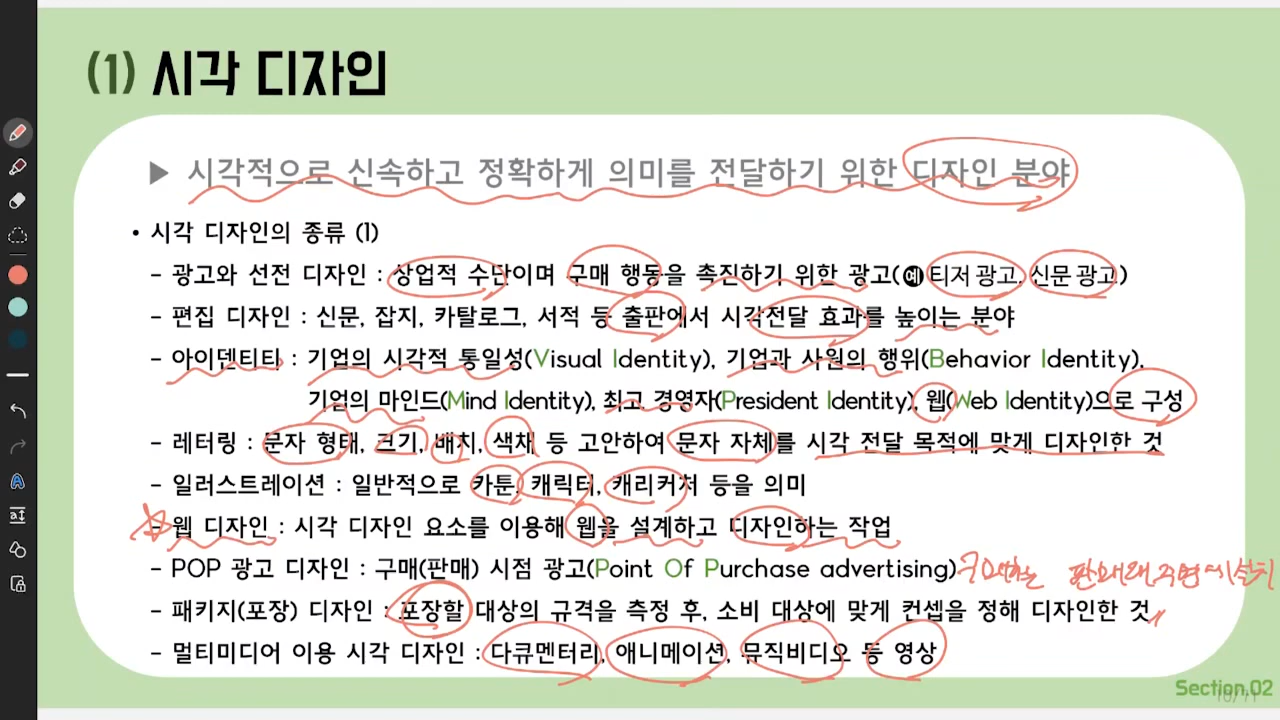 (1) 시각 디자인
▶ 시각적으로 신속하고 정확하게 의미를 전달하기 위한 디자인 분야
• 시각 디자인의 종류 (1)
– 광고와 선전 디자인 : 상업적 수단이며 구매 행동을 촉진하기 위한 광고(예 티저 광고, 신문 광고)
– 편집 디자인 : 신문, 잡지, 카탈로그, 서적 등 출판에서 시각전달 효과를 높이는 분야
– 아이덴티티 : 기업의 시각적 통일성(Visual Identity), 기업과 사원의 행위(Behavior Identity),
기업의 마인드(Mind Identity), 최고 경영자(President Identity), 웹(Web Identity)으로 구성
– 레터링 : 문자 형태, 크기, 배치, 색채 등 고안하여 문자 자체를 시각 전달 목적에 맞게 디자인한 것
– 일러스트레이션 : 일반적으로 카툰, 캐릭터, 캐리커처 등을 의미
– 웹 디자인 : 시각 디자인 요소를 이용해 웹을 설계하고 디자인하는 작업
– POP 광고 디자인 : 구매(판매) 시점 광고(Point Of Purchase advertising) 주변에 설치
– 패키지(포장) 디자인 : 포장할 대상의 규격을 측정 후, 소비 대상에 맞게 컨셉을 정해 디자인한 것
– 멀티미디어 이용 시각 디자인 : 다큐멘터리, 애니메이션, 뮤직비디오 등 영상
Section 02